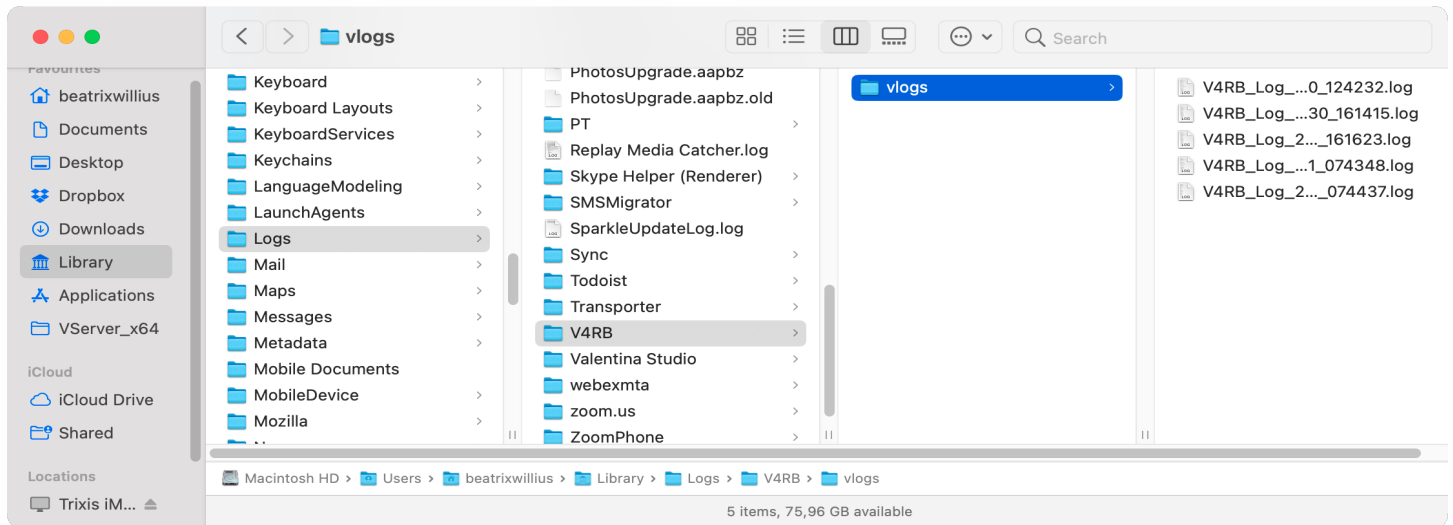 vlogs
Search
Favourites
beatrixwillius
Documents
Desktop
Dropbox
Downloads
Library
Applications
VServer_x64
iCloud
iCloud Drive
Shared
Locations
Trixis iM...
Keyboard
Keyboard Layouts
KeyboardServices
Keychains
LanguageModeling
LaunchAgents
Logs
Mail
Maps
Messages
Metadata
Mobile Documents
MobileDevice
Mozilla
PhotosUpgrade.aapbz
PhotosUpgrade.aapbz.old
PT
Replay Media Catcher.log
Skype Helper (Renderer)
SMSMigrator
SparkleUpdateLog.log
Sync
Todoist
Transporter
V4RB
Valentina Studio
webexmta
zoom.us
ZoomPhone
vlogs
V4RB_Log_...0_124232.log
V4RB_Log_...30_161415.log
V4RB_Log_2..._161623.log
V4RB_Log_...1_074348.log
V4RB_Log_2..._074437.log
Macintosh HD › Users › beatrixwillius › Library › Logs › V4RB › vlogs
5 items, 75,96 GB available